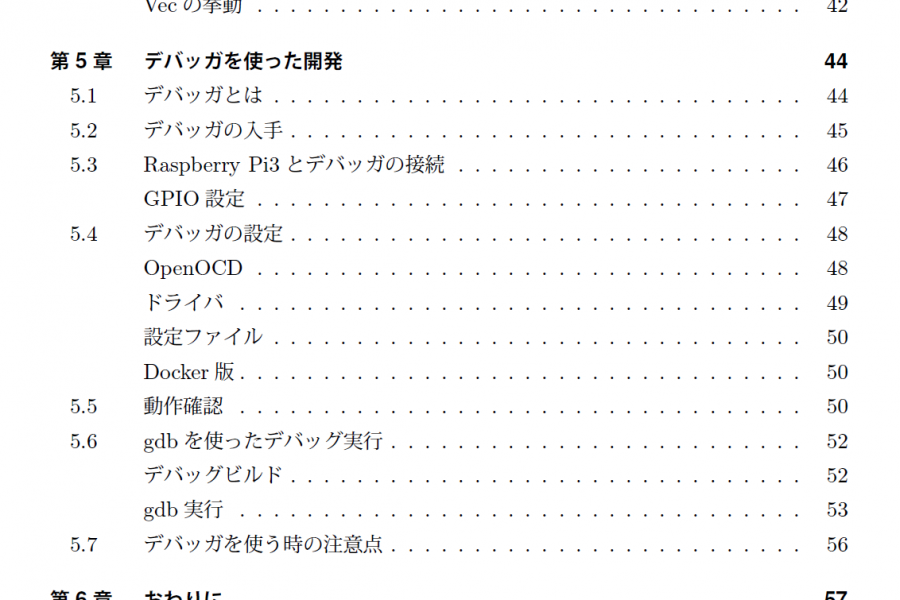 Vec の挙動 . . . . . . . . . . . . . . . . . . . . . . . . . . . . . . . . . 42
第 5 章 デバッガを使った開発 44
5.1 デバッガとは . . . . . . . . . . . . . . . . . . . . . . . . . . . . . . . . 44
5.2 デバッガの入手 . . . . . . . . . . . . . . . . . . . . . . . . . . . . . . . 45
5.3 Raspberry Pi3 とデバッガの接続 . . . . . . . . . . . . . . . . . . . . . 46
GPIO 設定 . . . . . . . . . . . . . . . . . . . . . . . . . . . . . . . . . 47
5.4 デバッガの設定 . . . . . . . . . . . . . . . . . . . . . . . . . . . . . . . 48
OpenOCD . . . . . . . . . . . . . . . . . . . . . . . . . . . . . . . . . 48
ドライバ . . . . . . . . . . . . . . . . . . . . . . . . . . . . . . . . . . 49
設定ファイル . . . . . . . . . . . . . . . . . . . . . . . . . . . . . . . . 50
Docker 版 . . . . . . . . . . . . . . . . . . . . . . . . . . . . . . . . . . 50
5.5 動作確認 . . . . . . . . . . . . . . . . . . . . . . . . . . . . . . . . . . 50
5.6 gdb を使ったデバッグ実行 . . . . . . . . . . . . . . . . . . . . . . . . . 52
デバッグビルド . . . . . . . . . . . . . . . . . . . . . . . . . . . . . . . 52
gdb 実行 . . . . . . . . . . . . . . . . . . . . . . . . . . . . . . . . . . 53
5.7 デバッガを使う時の注意点 . . . . . . . . . . . . . . . . . . . . . . . . . 56
第 6 章 おわりに 57